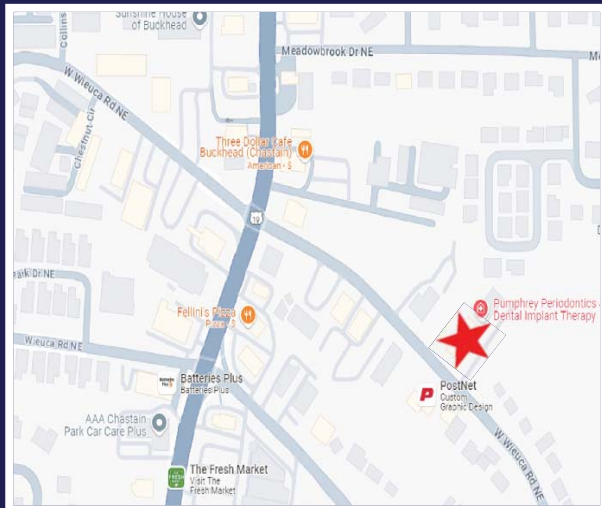 Sunshine House
of Buckhead
Collins
Meadowbrook Dr NE
W Wieuca Rd NE
Chestnut Cir
Three Dollar Cafe
Buckhead (Chastain)
American • $
19
Park Dr NE
Fellini's Pizza
Pizza • $
Pumphrey Periodontics
Dental Implant Therapy
Wieuca Rd NE
Batteries Plus
Batteries Plus
PostNet
Custom
Graphic Design
AAA Chastain
Park Car Care Plus
W Wieuca Rd NE
The Fresh Market
Visit The
Fresh Market